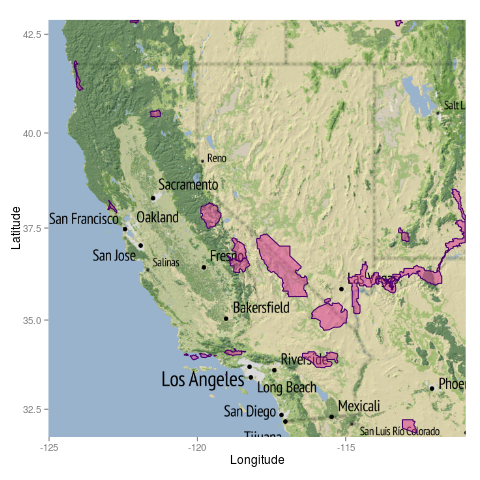 42.5
Salt L
40.0
Reno
Sacramento
San Francisco
Oakland
37.5
San Jose
Salinas
Fresno
Las Vegas
Bakersfield
35.0
Riverside
Los Angeles
Long Beach
Phoe
San Diego
Mexicali
32.5
San Luis Rio Colorado
Tijuana
-125
-120
-115
Longitude
Latitude